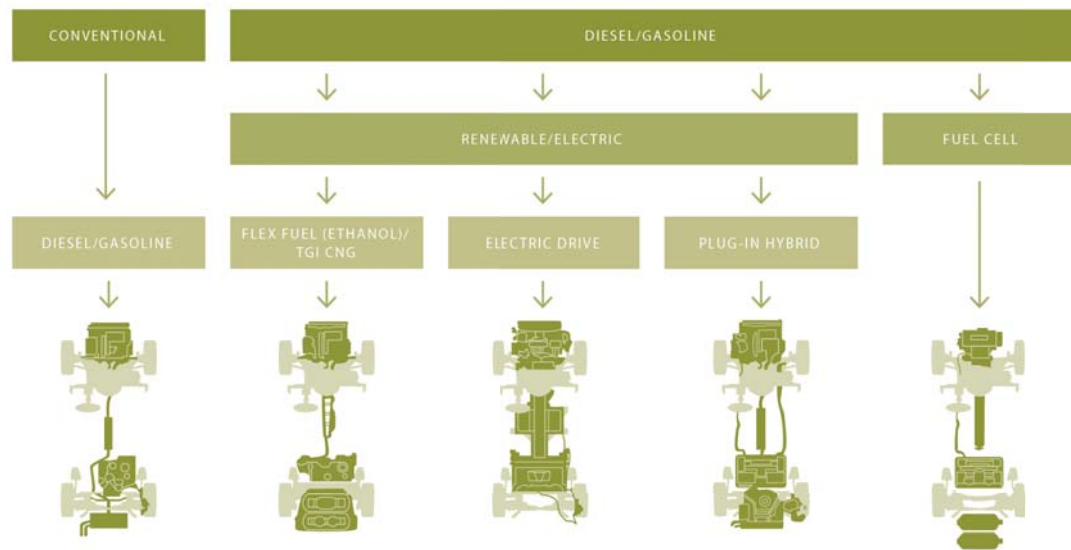 CONVENTIONAL
DIESEL/GASOLINE
RENEWABLE/ELECTRIC
FUEL CELL
DIESEL/GASOLINE
FLEX FUEL (ETHANOL)/
TGI CNG
ELECTRIC DRIVE
PLUG-IN HYBRID